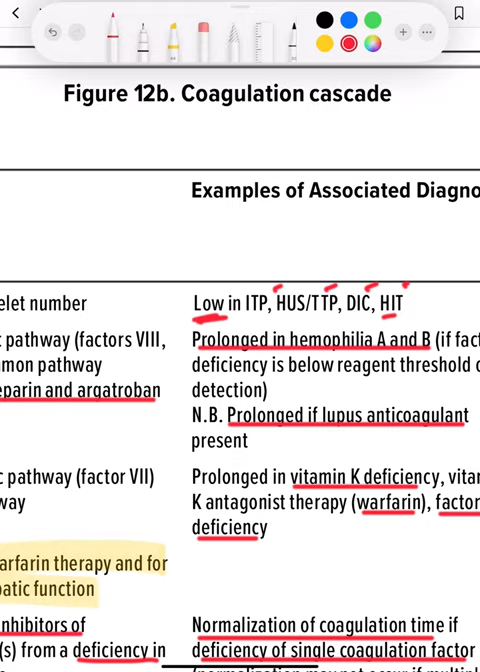 Figure 12b. Coagulation cascade
Examples of Associated Diagno
elet number
Low in ITP, HUS/TTP, DIC, HIT
t pathway (factors VIII,
mmon pathway
eparin and argatroban
Prolonged in hemophilia A and B (if fact
deficiency is below reagent threshold o
detection)
N.B. Prolonged if lupus anticoagulant
present
c pathway (factor VII)
way
Prolonged in vitamin K deficiency, vita
K antagonist therapy (warfarin), factor
deficiency
arfarin therapy and for
patic function
nhibitors of
(s) from a deficiency in
Normalization of coagulation time if
deficiency of single coagulation factor